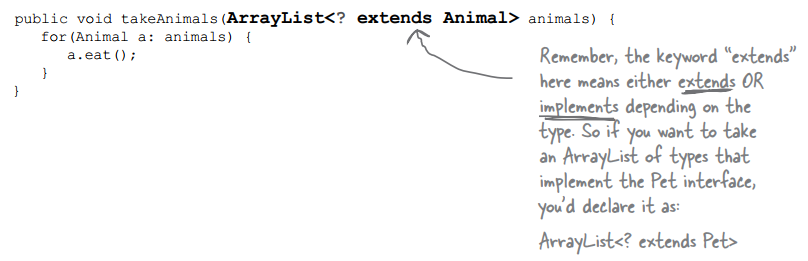 public void takeAnimals(ArrayList<? extends Animal> animals) {
for(Animal a: animals) {
a.eat();
}
}
Remember, the keyword “extends”
here means either extends OR
implements depending on the
type. So if you want to take
an ArrayList of types that
implement the Pet interface,
you’d declare it as:
ArrayList<? extends Pet>